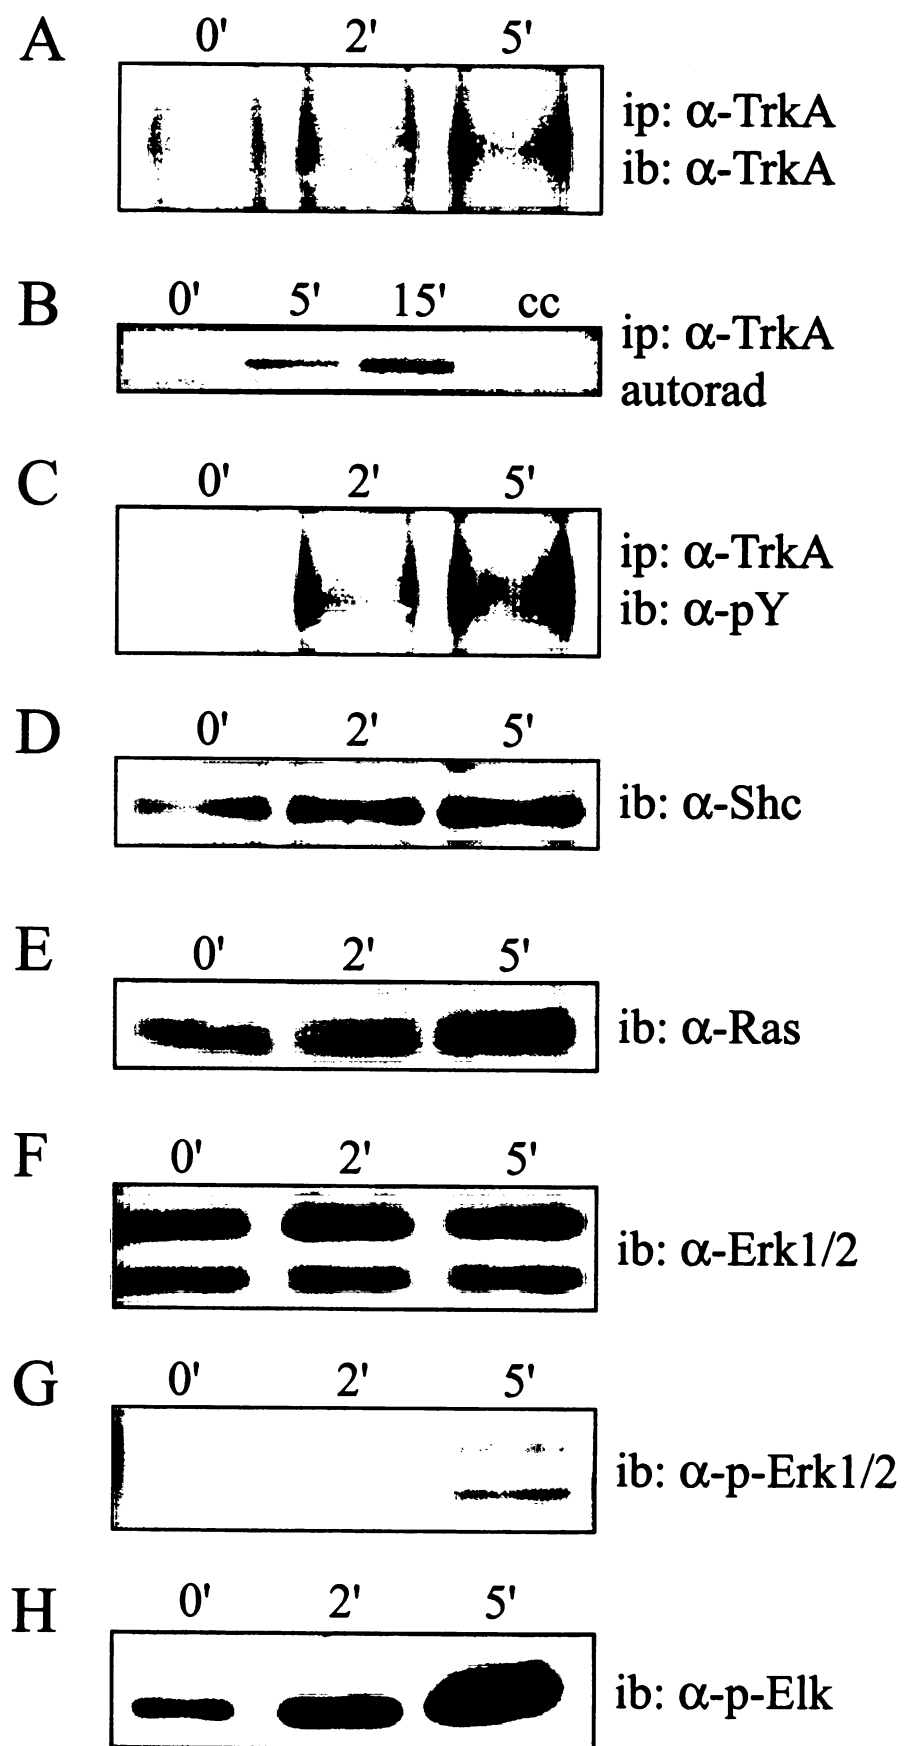 A
0' 2' 5'
ip: α-TrkA
ib: α-TrkA
B
0' 5' 15' cc
ip: α-TrkA
autorad
C
0' 2' 5'
ip: α-TrkA
ib: α-pY
D
0' 2' 5'
ib: α-Shc
E
0' 2' 5'
ib: α-Ras
F
0' 2' 5'
ib: α-Erk1/2
G
0' 2' 5'
ib: α-p-Erk1/2
H
0' 2' 5'
ib: α-p-Elk